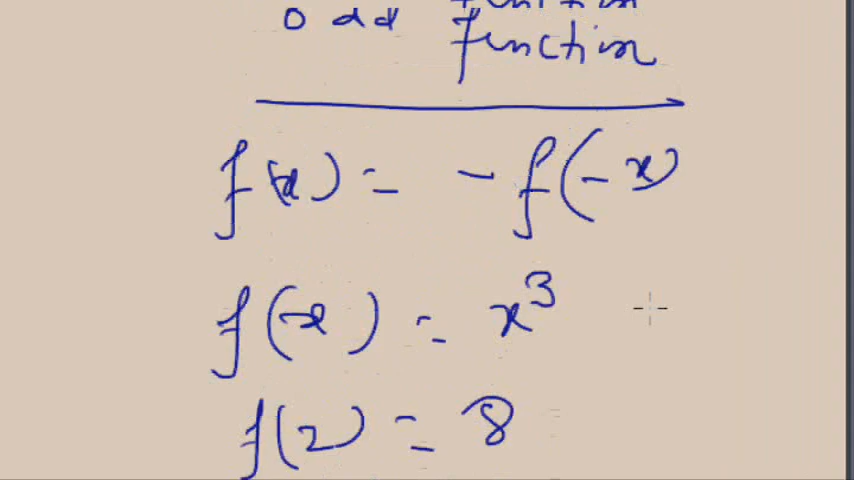 odd function
f(x) = - f(-x)
f(x) = x³
f(2) = 8